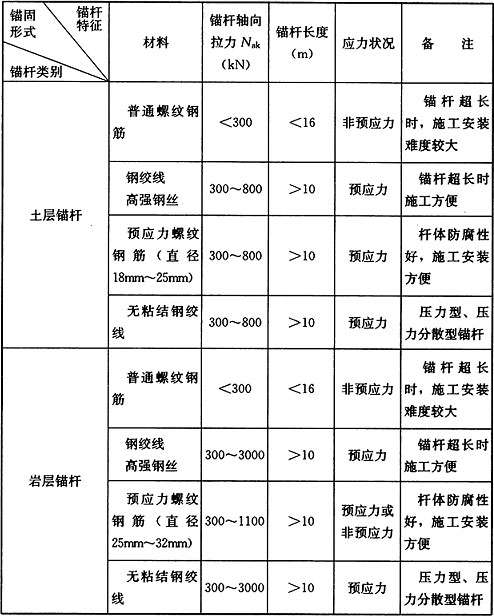 锚杆特征
锚固形式
锚杆类别
材料
锚杆轴向
拉力 Nak
（kN）
锚杆长度
（m）
应力状况
备 注
土层锚杆
普通螺纹钢
筋
＜300
＜16
非预应力
锚杆超长
时，施工安装
难度较大
钢绞线
高强钢丝
300～800
＞10
预应力
锚杆超长时
施工方便
预应力螺纹
钢筋（直径
18mm～25mm）
300～800
＞10
预应力
杆体防腐性
好，施工安装
方便
无粘结钢绞
线
300～800
＞10
预应力
压力型、压
力分散型锚杆
岩层锚杆
普通螺纹钢
筋
＜300
＜16
非预应力
锚杆超长
时，施工安装
难度较大
钢绞线
高强钢丝
300～3000
＞10
预应力
锚杆超长时
施工方便
预应力螺纹
钢筋（直径
25mm～32mm）
300～1100
＞10
预应力或
非预应力
杆体防腐性
好，施工安装
方便
无粘结钢绞
线
300～3000
＞10
预应力
压力型、压
力分散型锚杆